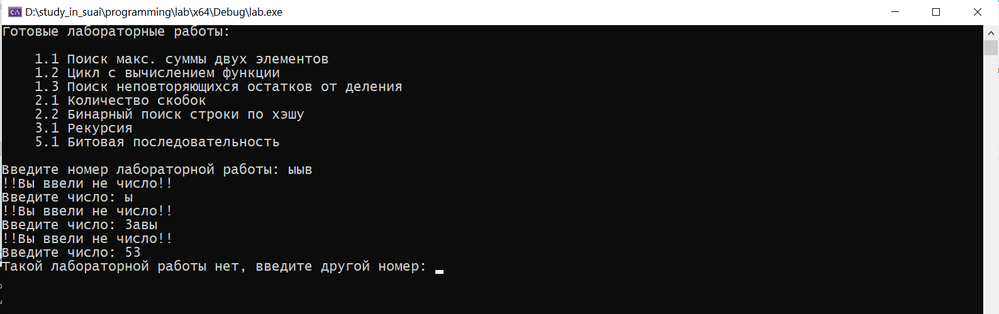 D:\study_in_suai\programming\lab\x64\Debug\lab.exe
Готовые лабораторные работы:
1.1 Поиск макс. суммы двух элементов
1.2 Цикл с вычислением функции
1.3 Поиск неповторяющихся остатков от деления
2.1 Количество скобок
2.2 Бинарный поиск строки по хэшу
3.1 Рекурсия
5.1 Битовая последовательность
Введите номер лабораторной работы: ыыв
!!Вы ввели не число!!
Введите число: ы
!!Вы ввели не число!!
Введите число: 3авы
!!Вы ввели не число!!
Введите число: 53
Такой лабораторной работы нет, введите другой номер: